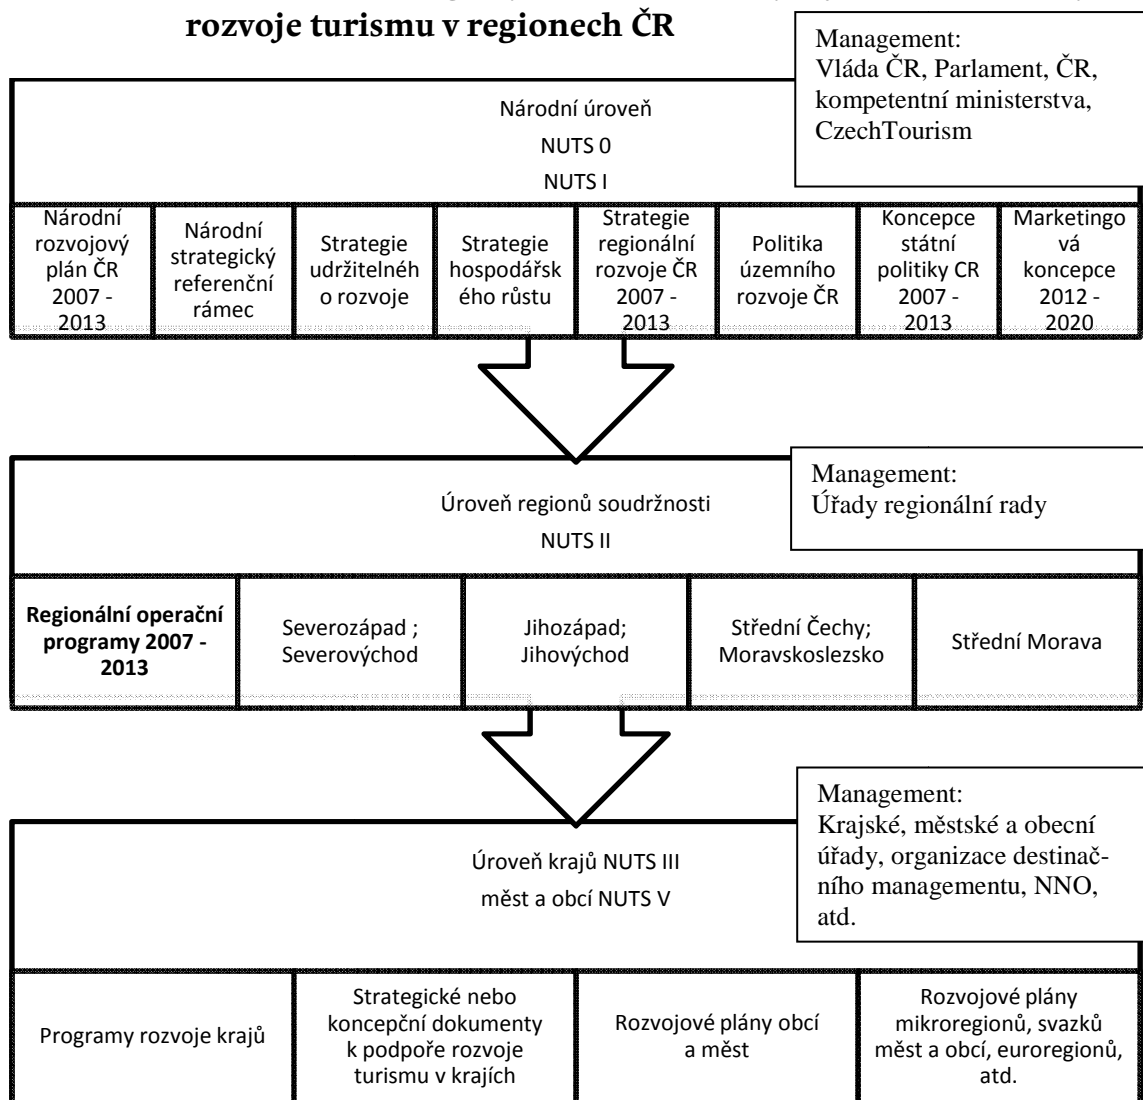 rozvoje turismu v regionech ČR
Management:
Vláda ČR, Parlament, ČR,
kompetentní ministerstva,
CzechTourism
Národní úroveň
NUTS 0
NUTS I
Národní
rozvojový
plán ČR
2007 -
2013
Národní
strategický
referenční
rámec
Strategie
udržitelnéh
o rozvoje
Strategie
hospodářsk
ého růstu
Strategie
regionální
rozvoje ČR
2007 -
2013
Politika
územního
rozvoje ČR
Koncepce
státní
politiky CR
2007 -
2013
Marketingo
vá
koncepce
2012 -
2020
Management:
Úřady regionální rady
Úroveň regionů soudržnosti
NUTS II
Regionální operační
programy 2007 -
2013
Severozápad ;
Severovýchod
Jihozápad;
Jihovýchod
Střední Čechy;
Moravskoslezsko
Střední Morava
Management:
Krajské, městské a obecní
úřady, organizace destinač-
ního managementu, NNO,
atd.
Úroveň krajů NUTS III
měst a obcí NUTS V
Programy rozvoje krajů
Strategické nebo
koncepční dokumenty
k podpoře rozvoje
turismu v krajích
Rozvojové plány obcí
a měst
Rozvojové plány
mikroregionů, svazků
měst a obcí, euroregionů,
atd.